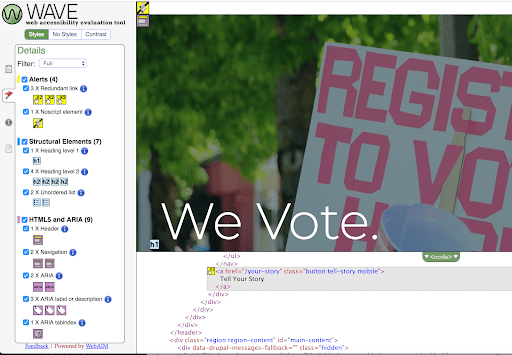 WAVE
web accessibility evaluation tool
Styles No Styles Contrast
Details
Filter: Full
Alerts (4)
3 X Redundant link
1 X Noscript element
Structural Elements (7)
1 X Heading level 1
h1
4 X Heading level 2
h2 h2 h2 h2
2 X Unordered list
HTML5 and ARIA (9)
1 X Header
2 X Navigation
2 X ARIA
3 X ARIA label or description
1 X ARIA tabindex
Feedback | Powered by WebAIM
REGIST
TO VO
We Vote.
h1
<code>
</ul>
</nav>
<a href="/your-story" class="button tell-story mobile">
Tell Your Story
</a>
</div>
</div>
</div>
</div>
</header>
<div class="region region-content" id="main-content">
<div data-drupal-messages-fallback="" class="hidden">